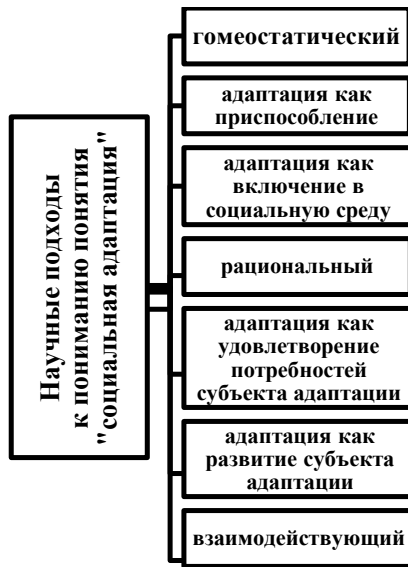 Научные подходы
к пониманию понятия
"социальная адаптация"
гомеостатический
адаптация как
приспособление
адаптация как
включение в
социальную среду
рациональный
адаптация как
удовлетворение
потребностей
субъекта адаптации
адаптация как
развитие субъекта
адаптации
взаимодействующий